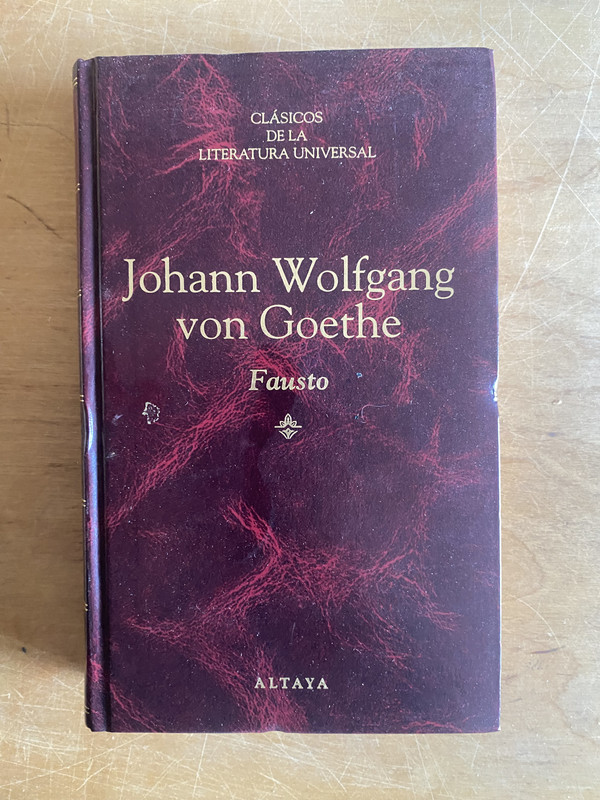 CLÁSICOS
DE LA
LITERATURA UNIVERSAL
Johann Wolfgang
von Goethe
Fausto
ALTAYA